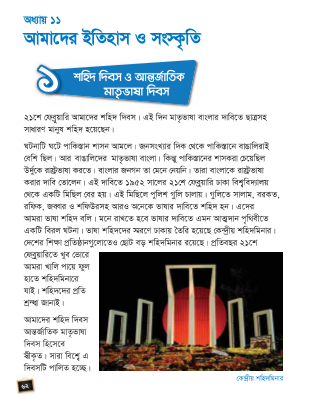 অধ্যায় ১১
আমাদের ইতিহাস ও সংস্কৃতি
১
শহিদ দিবস ও আন্তর্জাতিক
মাতৃভাষা দিবস
২১শে ফেব্রুয়ারি আমাদের শহিদ দিবস। এই দিন মাতৃভাষা বাংলার দাবিতে ছাত্রসহ
সাধারণ মানুষ শহিদ হয়েছেন।
ঘটনাটি ঘটে পাকিস্তান শাসন আমলে। জনসংখ্যার দিক থেকে পাকিস্তানে বাঙালিরাই
বেশি ছিল। আর বাঙালিদের মাতৃভাষা বাংলা। কিন্তু পাকিস্তানের শাসকরা চেয়েছিল
উর্দুকে রাষ্ট্রভাষা করতে। বাংলার জনগন তা মেনে নেয়নি। তারা বাংলাকে রাষ্ট্রভাষা
করার দাবি তোলেন। এই দাবিতে ১৯৫২ সালের ২১শে ফেব্রুয়ারি ঢাকা বিশ্ববিদ্যালয়
থেকে একটি মিছিল বের হয়। এই মিছিলে পুলিশ গুলি চালায়। গুলিতে সালাম, বরকত,
রফিক, জব্বার ও শফিউরসহ আরও অনেকে ভাষার দাবিতে শহিদ হন। এদের
আমরা ভাষা শহিদ বলি। মনে রাখতে হবে ভাষার দাবিতে এমন আত্মদান পৃথিবীতে
একটি বিরল ঘটনা। ভাষা শহিদদের স্মরণে ঢাকায় তৈরি হয়েছে কেন্দ্রীয় শহিদমিনার।
দেশের শিক্ষা প্রতিষ্ঠানগুলোতেও ছোট বড় শহিদমিনার রয়েছে। প্রতিবছর ২১শে
ফেব্রুয়ারিতে খুব ভোরে
আমরা খালি পায়ে ফুল
হাতে শহিদমিনারে
যাই। শহিদদের প্রতি
শ্রদ্ধা জানাই।
আমাদের শহিদ দিবস
আন্তর্জাতিক মাতৃভাষা
দিবস হিসেবে
স্বীকৃত। সারা বিশ্বে এ
দিবসটি পালিত হচ্ছে।
কেন্দ্রীয় শহিদমিনার
৬২